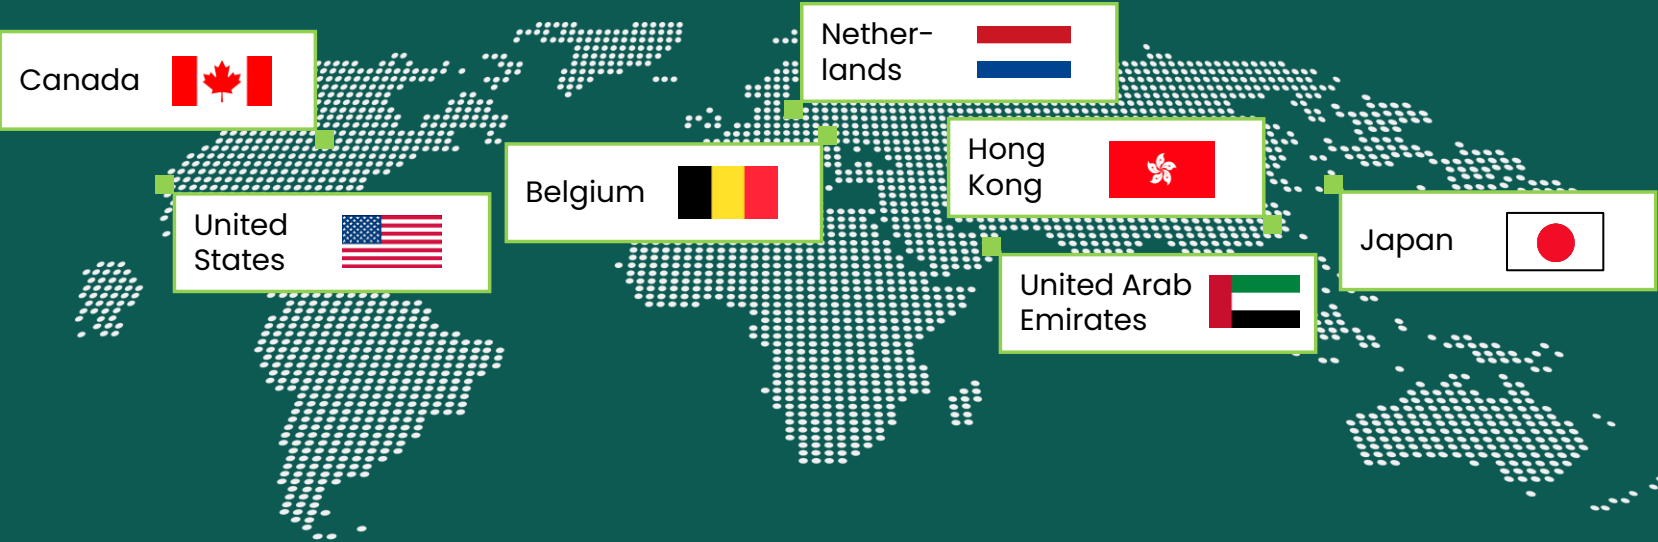 Canada
United
States
Belgium
Nether-
lands
Hong
Kong
United Arab
Emirates
Japan